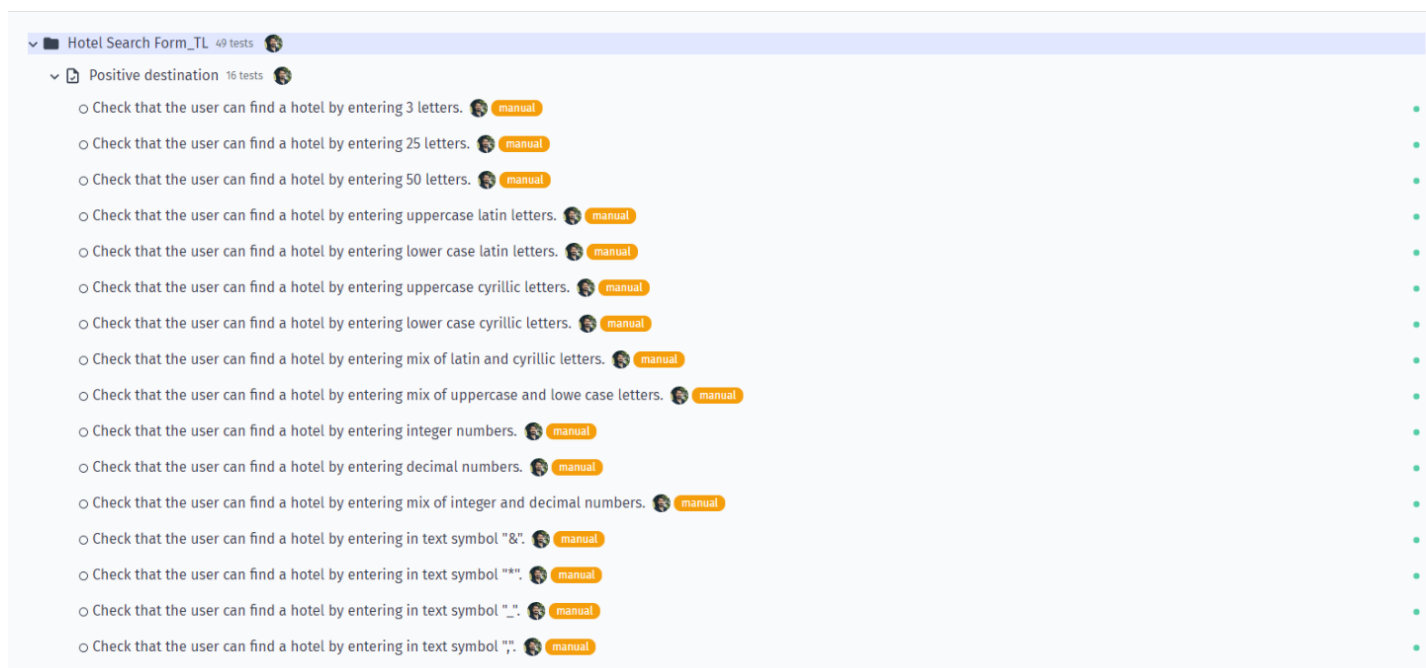 Hotel Search Form_TL 49 tests
Positive destination 16 tests
Check that the user can find a hotel by entering 3 letters. manual
Check that the user can find a hotel by entering 25 letters. manual
Check that the user can find a hotel by entering 50 letters. manual
Check that the user can find a hotel by entering uppercase latin letters. manual
Check that the user can find a hotel by entering lower case latin letters. manual
Check that the user can find a hotel by entering uppercase cyrillic letters. manual
Check that the user can find a hotel by entering lower case cyrillic letters. manual
Check that the user can find a hotel by entering mix of latin and cyrillic letters. manual
Check that the user can find a hotel by entering mix of uppercase and lowe case letters. manual
Check that the user can find a hotel by entering integer numbers. manual
Check that the user can find a hotel by entering decimal numbers. manual
Check that the user can find a hotel by entering mix of integer and decimal numbers. manual
Check that the user can find a hotel by entering in text symbol "&". manual
Check that the user can find a hotel by entering in text symbol "*". manual
Check that the user can find a hotel by entering in text symbol "_". manual
Check that the user can find a hotel by entering in text symbol ",". manual